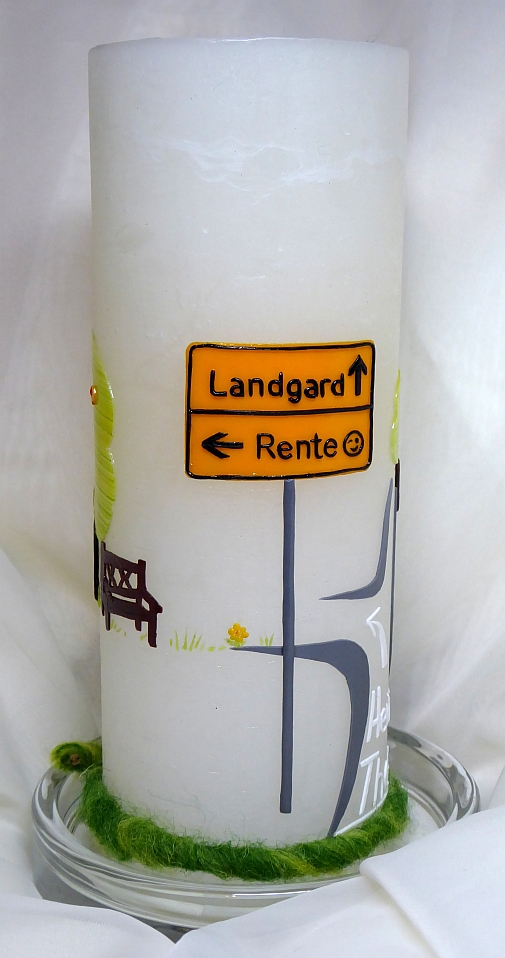 Landgard ↑
← Rente